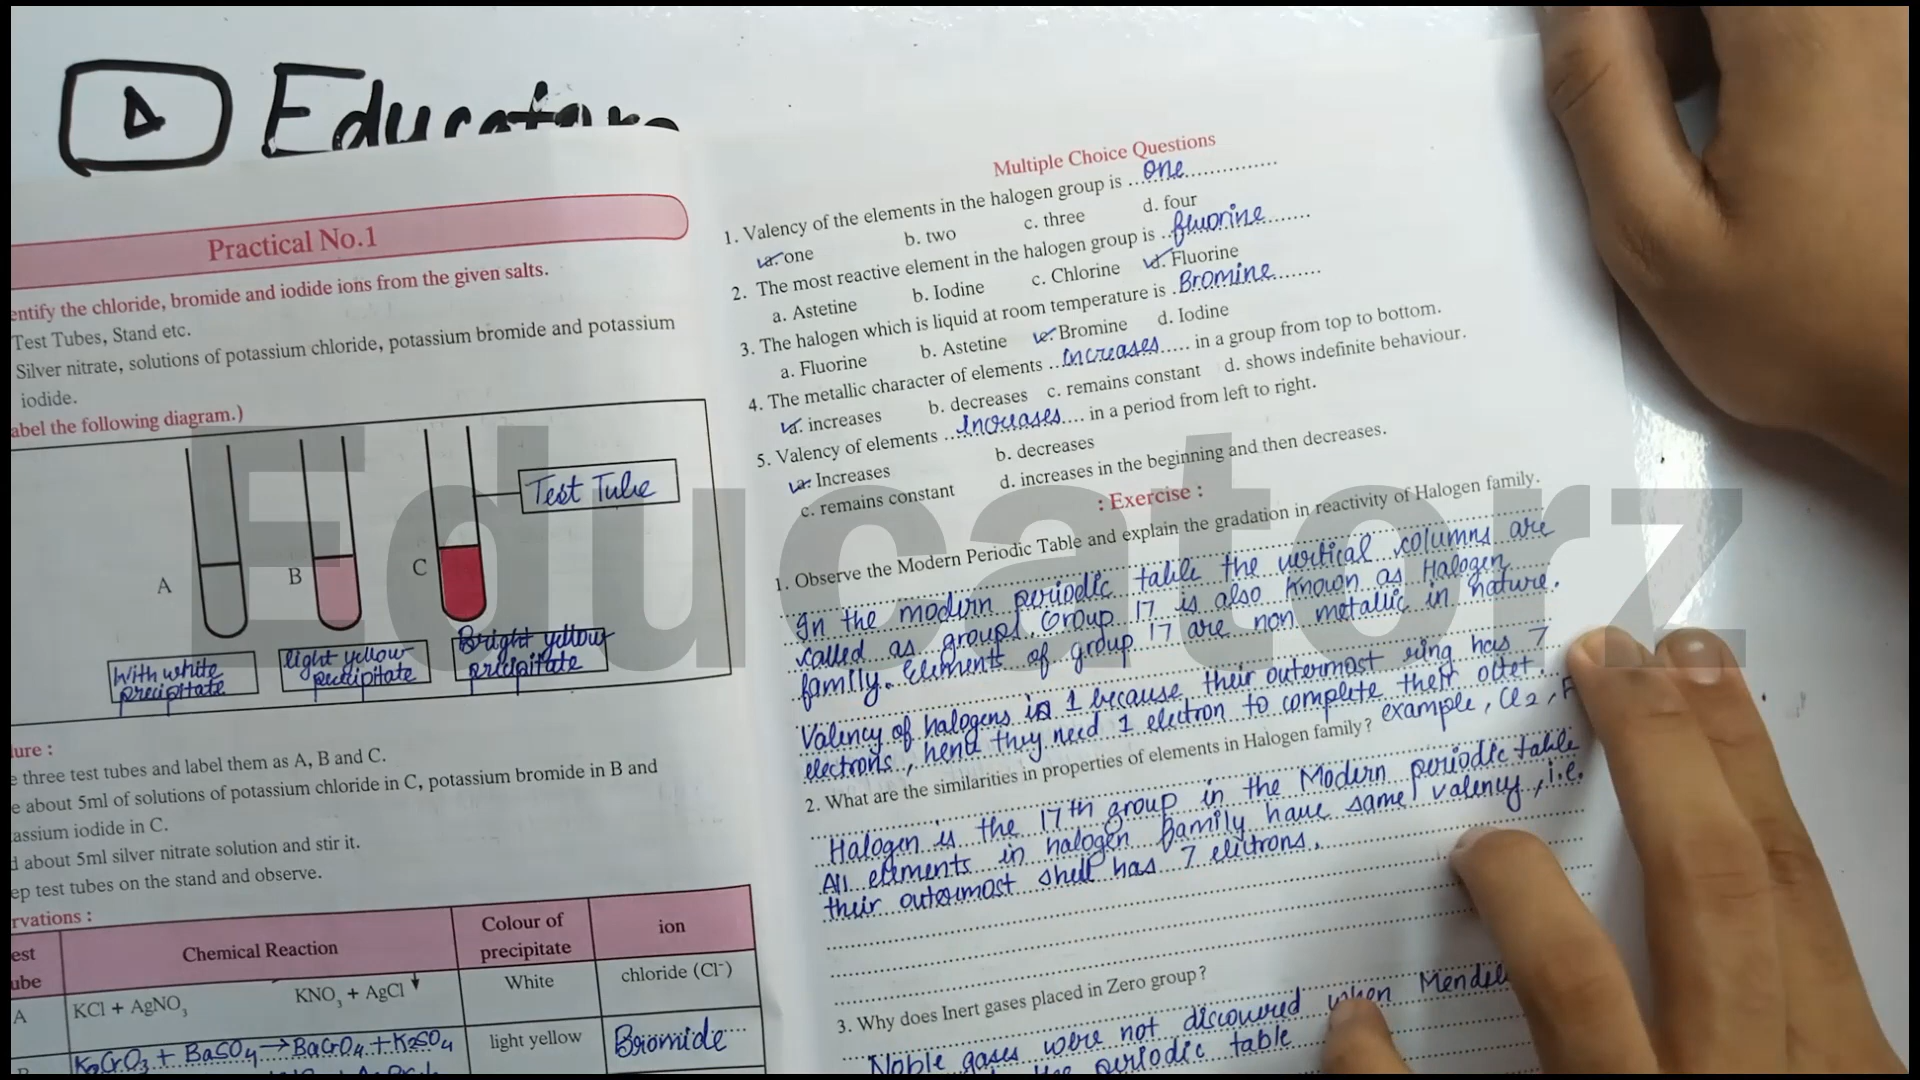 Educators
Practical No.1
entify the chloride, bromide and iodide ions from the given salts.
Test Tubes, Stand etc.
Silver nitrate, solutions of potassium chloride, potassium bromide and potassium
iodide.
abel the following diagram.)
Test Tube
A
B
C
With white
precipitate
light yellow
precipitate
Bright yellow
precipitate
ure :
e three test tubes and label them as A, B and C.
e about 5ml of solutions of potassium chloride in C, potassium bromide in B and
assium iodide in C.
d about 5ml silver nitrate solution and stir it.
ep test tubes on the stand and observe.
rvations :
est
ube
Chemical Reaction
Colour of
precipitate
ion
A
KCl + AgNO3 KNO3 + AgCl ↓
White
chloride (Cl⁻)
K2CrO3 + BaSO4 → BaCrO4 + K2SO4
light yellow
Bromide
Multiple Choice Questions
1. Valency of the elements in the halogen group is ...one...
a. one b. two c. three d. four
2. The most reactive element in the halogen group is ..fluorine...
a. Astetine b. Iodine c. Chlorine d. Fluorine
3. The halogen which is liquid at room temperature is .Bromine...
a. Fluorine b. Astetine c. Bromine d. Iodine
4. The metallic character of elements ..increases.... in a group from top to bottom.
a. increases b. decreases c. remains constant d. shows indefinite behaviour.
5. Valency of elements ..Increases.... in a period from left to right.
a. Increases b. decreases
c. remains constant d. increases in the beginning and then decreases.
: Exercise :
1. Observe the Modern Periodic Table and explain the gradation in reactivity of Halogen family.
In the modern periodic table the vertical columns are
called as groups. Group 17 is also known as Halogen
family. Elements of group 17 are non metallic in nature.
Valency of halogens is 1 because their outermost ring has 7
electrons, hence they need 1 electron to complete their octet.
example, Cl2, F
2. What are the similarities in properties of elements in Halogen family?
Halogen is the 17th group in the Modern periodic table
All elements in halogen family have same valency, i.e.
their outermost shell has 7 elctrons.
3. Why does Inert gases placed in Zero group?
Noble gases were not discovered when Mendel
periodic table
Educatorz